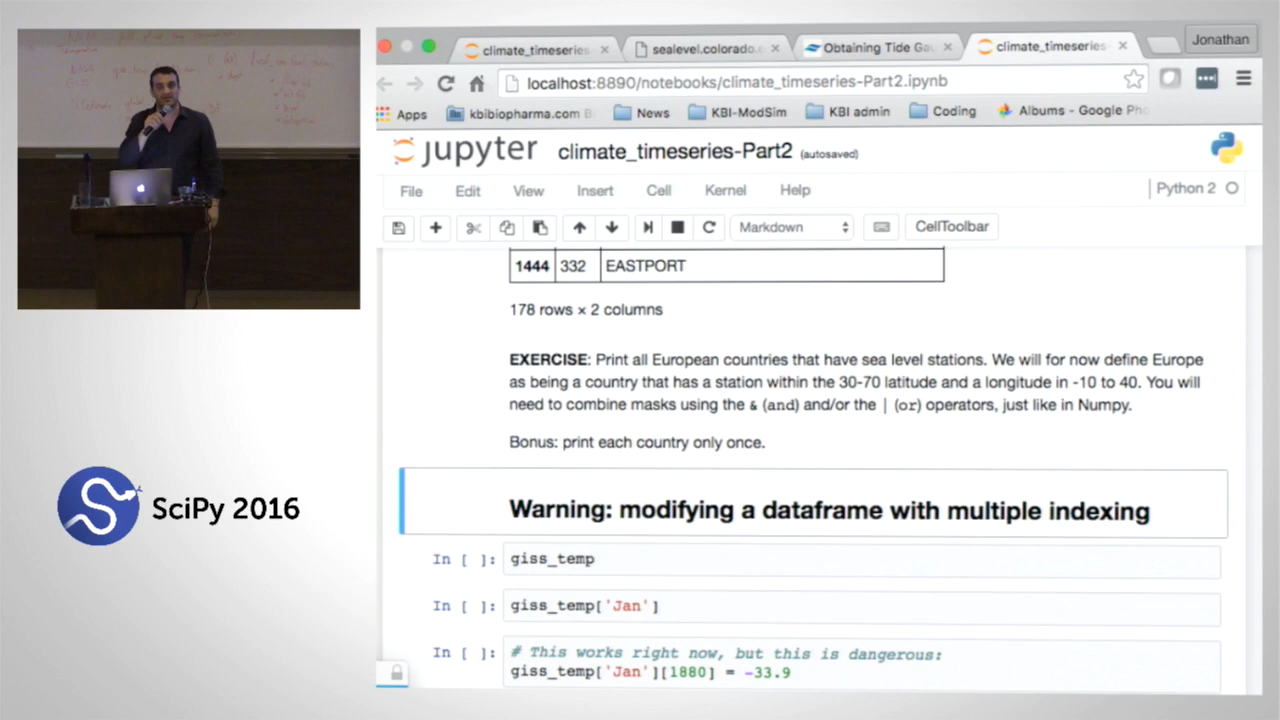 climate_timeseries-
sealevel.colorado.e
Obtaining Tide Gau
climate_timeseries-
Jonathan
localhost:8890/notebooks/climate_timeseries-Part2.ipynb
Apps
kbibiopharma.com
News
KBI-ModSim
KBI admin
Coding
Albums - Google Pho
jupyter
climate_timeseries-Part2 (autosaved)
File Edit View Insert Cell Kernel Help
Python 2
Markdown
CellToolbar
1444 332 EASTPORT
178 rows × 2 columns
EXERCISE: Print all European countries that have sea level stations. We will for now define Europe
as being a country that has a station within the 30-70 latitude and a longitude in -10 to 40. You will
need to combine masks using the & (and) and/or the | (or) operators, just like in Numpy.
Bonus: print each country only once.
Warning: modifying a dataframe with multiple indexing
In [ ]: giss_temp
In [ ]: giss_temp['Jan']
In [ ]: # This works right now, but this is dangerous:
giss_temp['Jan'][1880] = -33.9
SciPy 2016